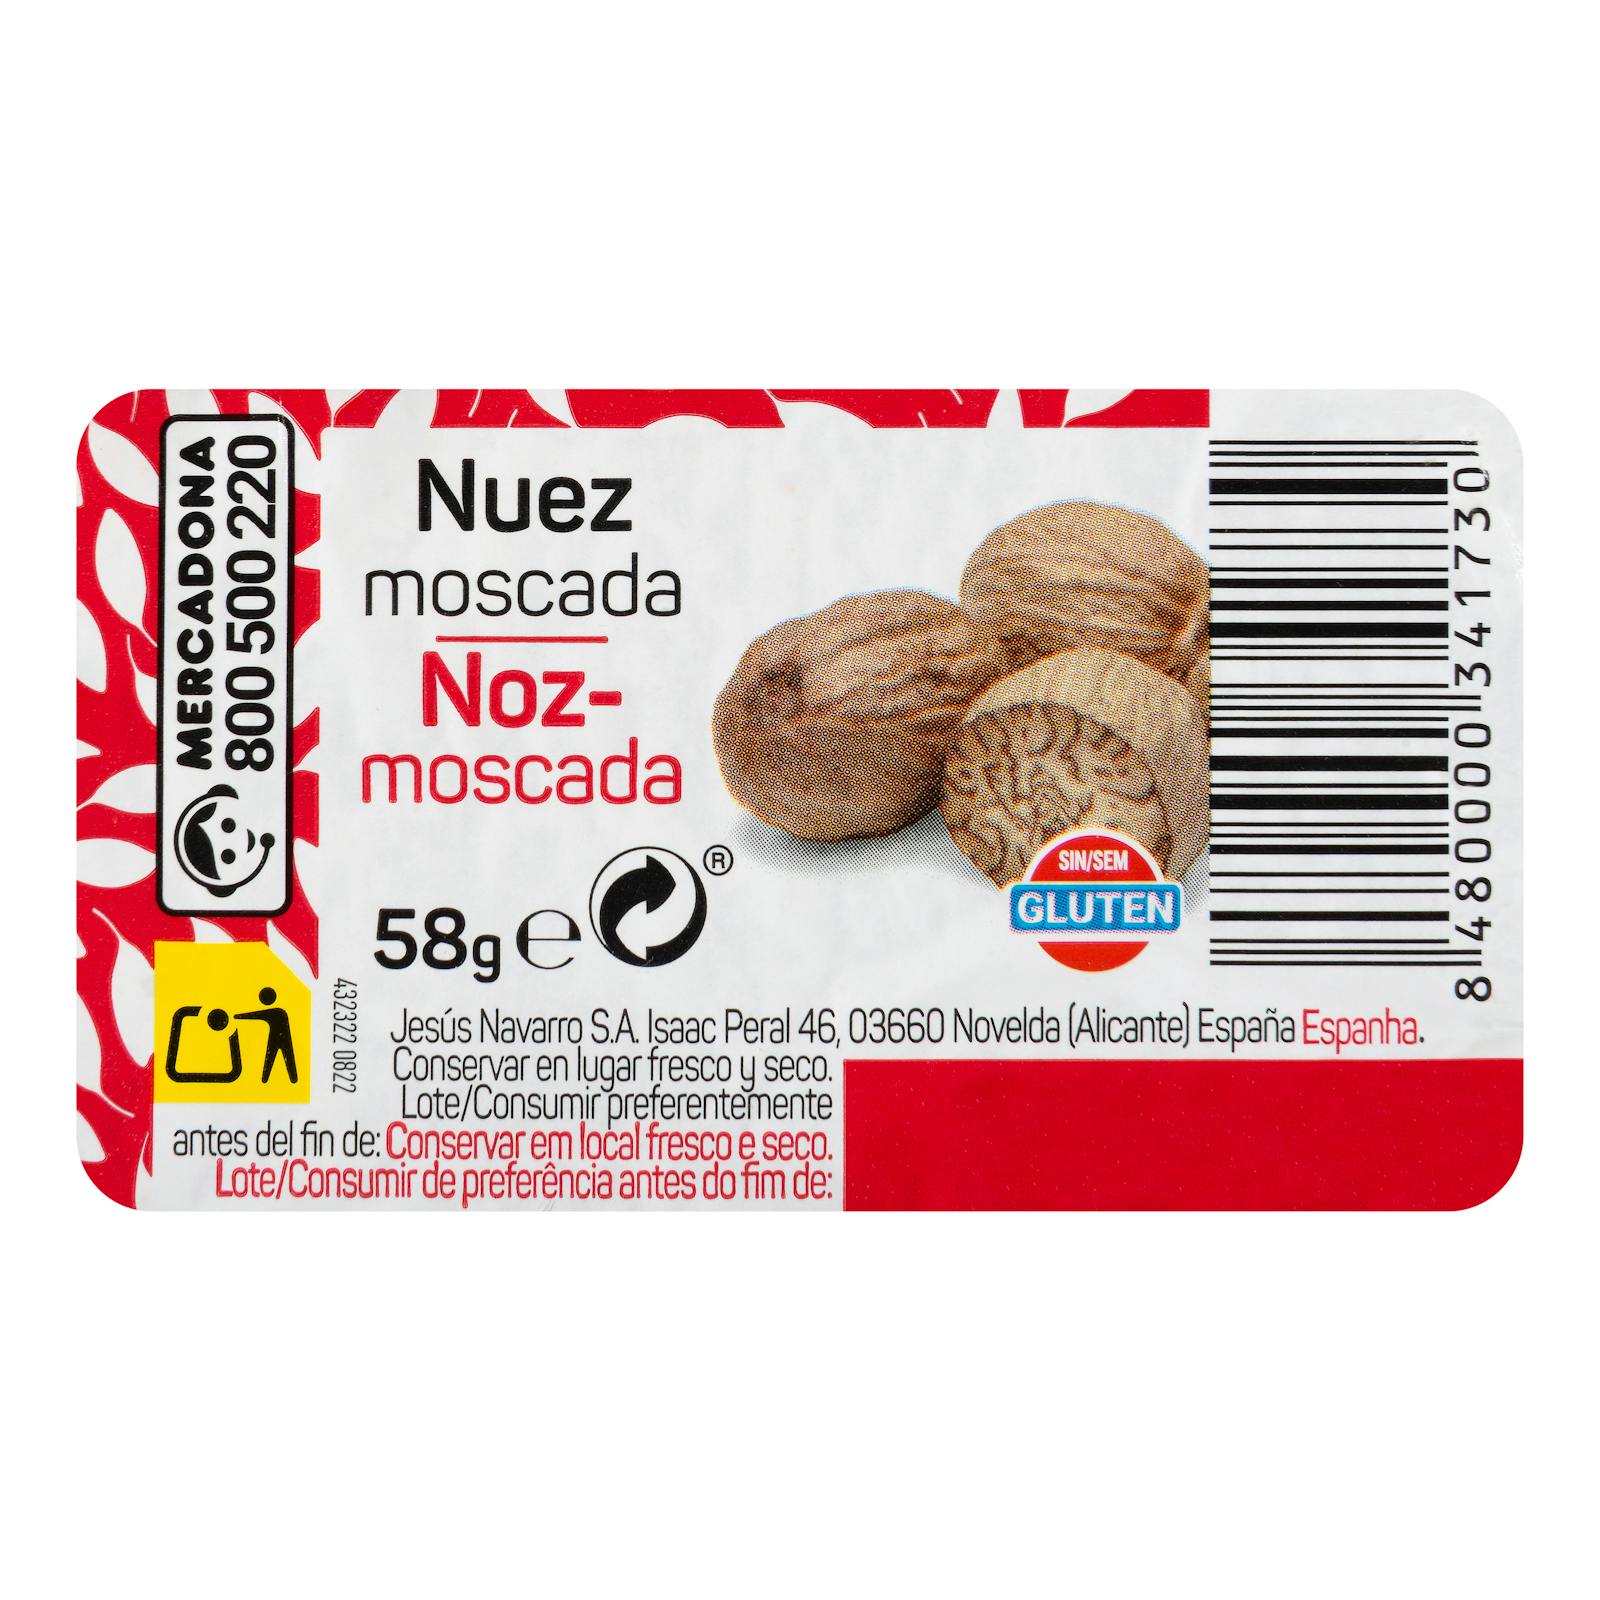 MERCADONA
800 500 220
Nuez
moscada
Noz-
moscada
58g e ®
SIN/SEM
GLUTEN
8 480000 341730
432322 0822
Jesús Navarro S.A. Isaac Peral 46, 03660 Novelda (Alicante) España Espanha.
Conservar en lugar fresco y seco.
Lote/Consumir preferentemente
antes del fin de: Conservar em local fresco e seco.
Lote/Consumir de preferência antes do fim de: